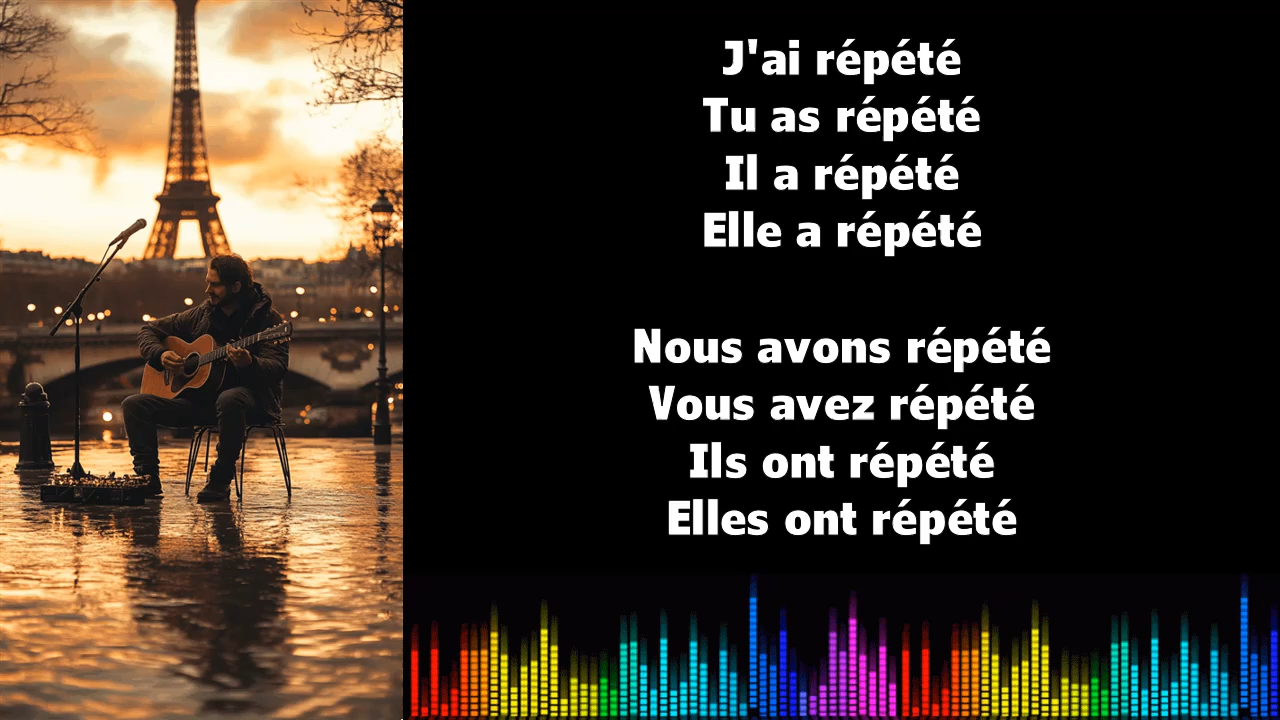 J'ai répété
Tu as répété
Il a répété
Elle a répété
Nous avons répété
Vous avez répété
Ils ont répété
Elles ont répété